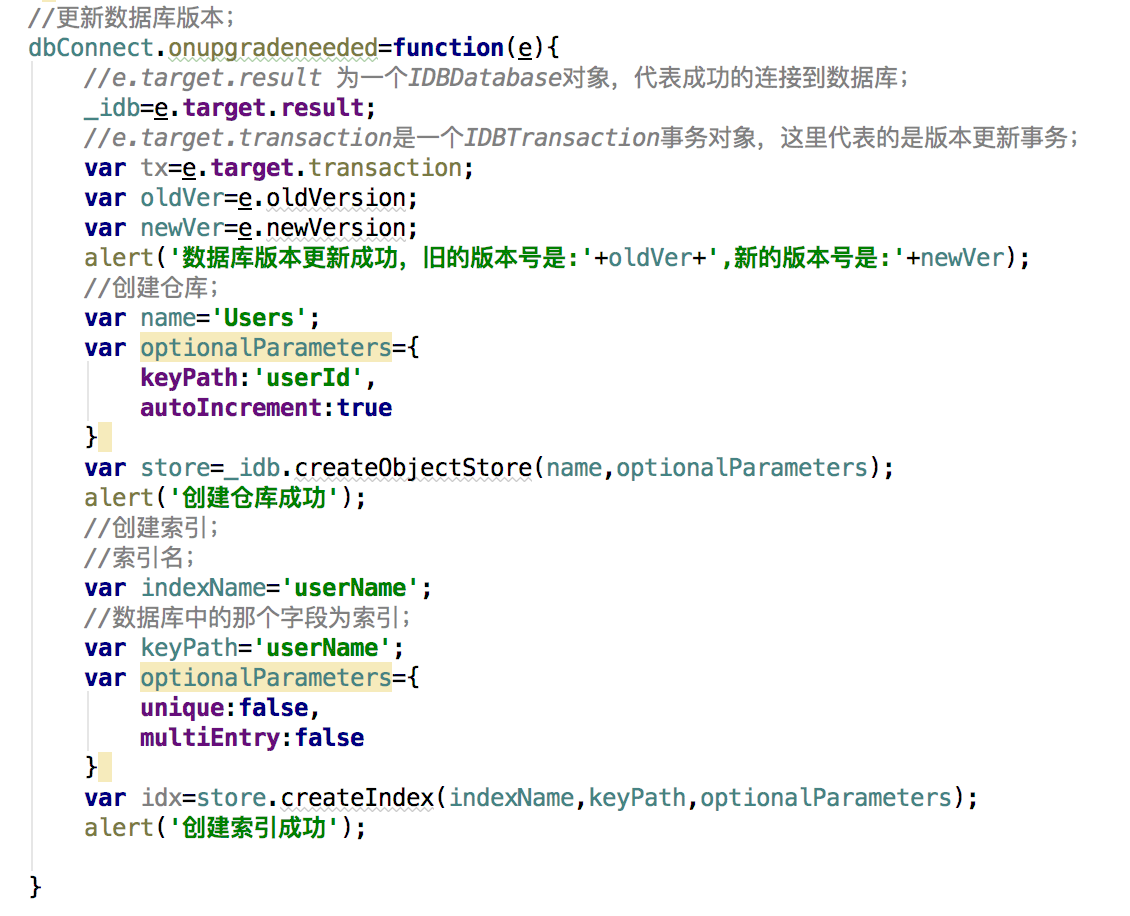 //更新数据库版本；
dbConnect.onupgradeneeded=function(e){
//e.target.result 为一个IDBDatabase对象，代表成功的连接到数据库；
_idb=e.target.result;
//e.target.transaction是一个IDBTransaction事务对象，这里代表的是版本更新事务；
var tx=e.target.transaction;
var oldVer=e.oldVersion;
var newVer=e.newVersion;
alert('数据库版本更新成功，旧的版本号是:'+oldVer+',新的版本号是:'+newVer);
//创建仓库；
var name='Users';
var optionalParameters={
keyPath:'userId',
autoIncrement:true
}
var store=_idb.createObjectStore(name,optionalParameters);
alert('创建仓库成功');
//创建索引；
//索引名；
var indexName='userName';
//数据库中的那个字段为索引；
var keyPath='userName';
var optionalParameters={
unique:false,
multiEntry:false
}
var idx=store.createIndex(indexName,keyPath,optionalParameters);
alert('创建索引成功');
}